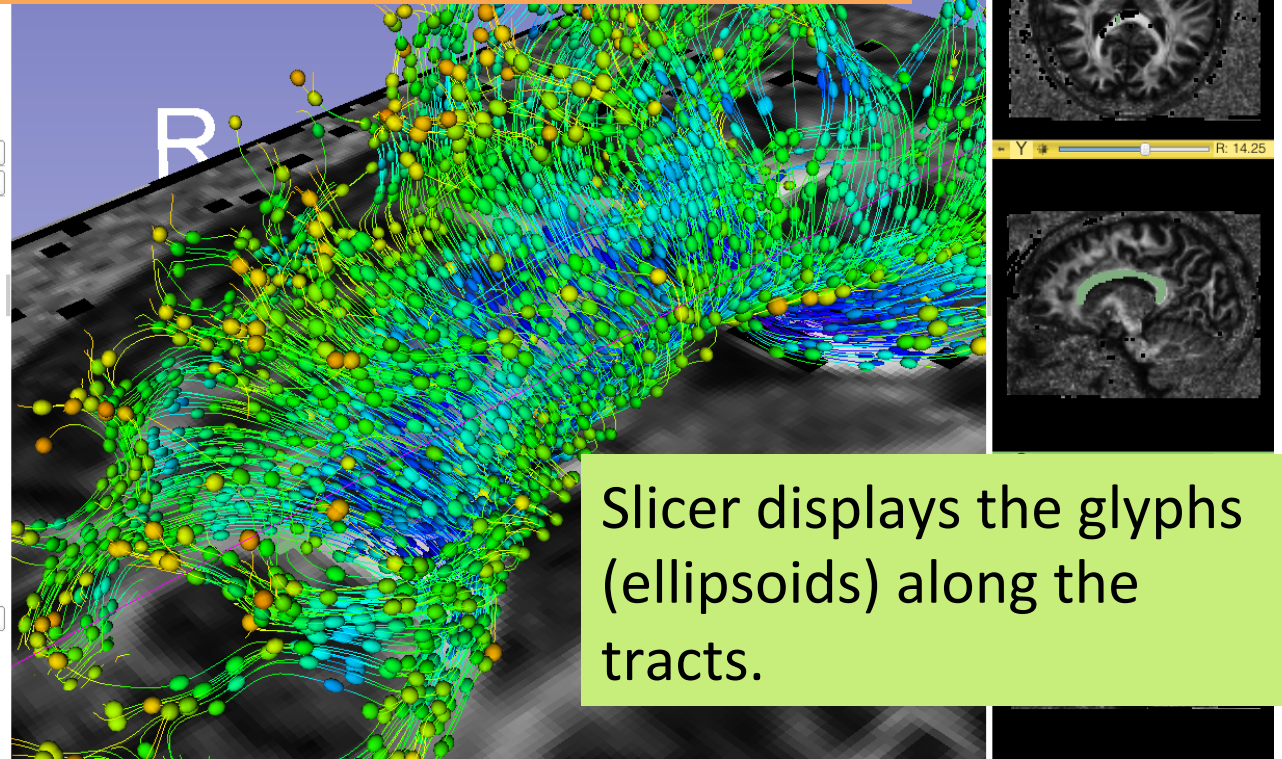 R
Y
R: 14.25
Slicer displays the glyphs
(ellipsoids) along the
tracts.